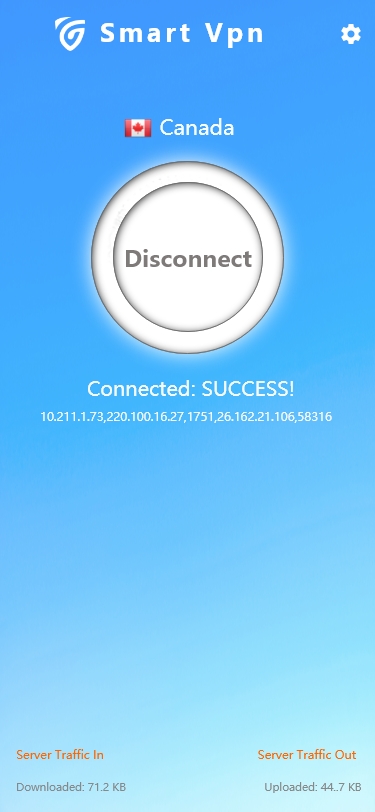 Smart Vpn
Canada
Disconnect
Connected: SUCCESS!
10.211.1.73,220.100.16.27,1751,26.162.21.106,58316
Server Traffic In
Server Traffic Out
Downloaded: 71.2 KB
Uploaded: 44..7 KB